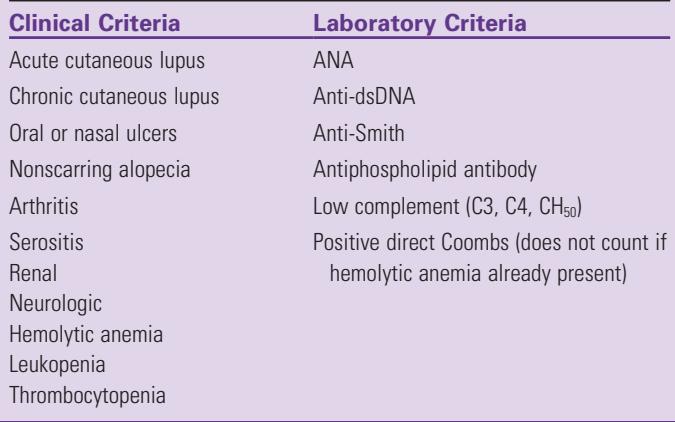 Clinical Criteria
Acute cutaneous lupus
Chronic cutaneous lupus
Oral or nasal ulcers
Nonscarring alopecia
Arthritis
Serositis
Renal
Neurologic
Hemolytic anemia
Leukopenia
Thrombocytopenia
Laboratory Criteria
ANA
Anti-dsDNA
Anti-Smith
Antiphospholipid antibody
Low complement (C3, C4, CH₅₀)
Positive direct Coombs (does not count if
hemolytic anemia already present)